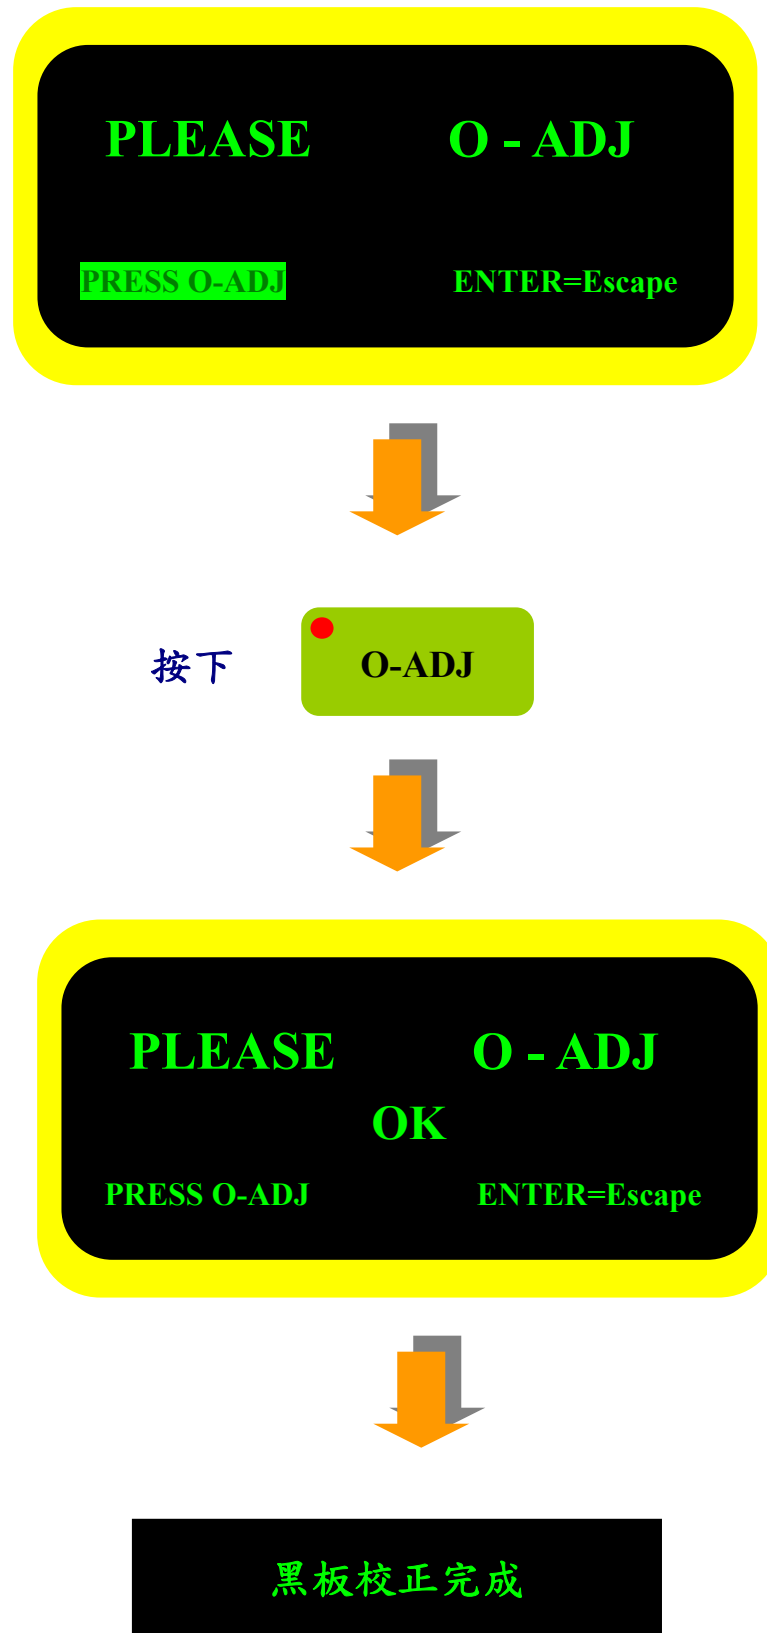 PLEASE O - ADJ
PRESS O-ADJ ENTER=Escape
按下 O-ADJ
PLEASE O - ADJ
OK
PRESS O-ADJ ENTER=Escape
黑板校正完成